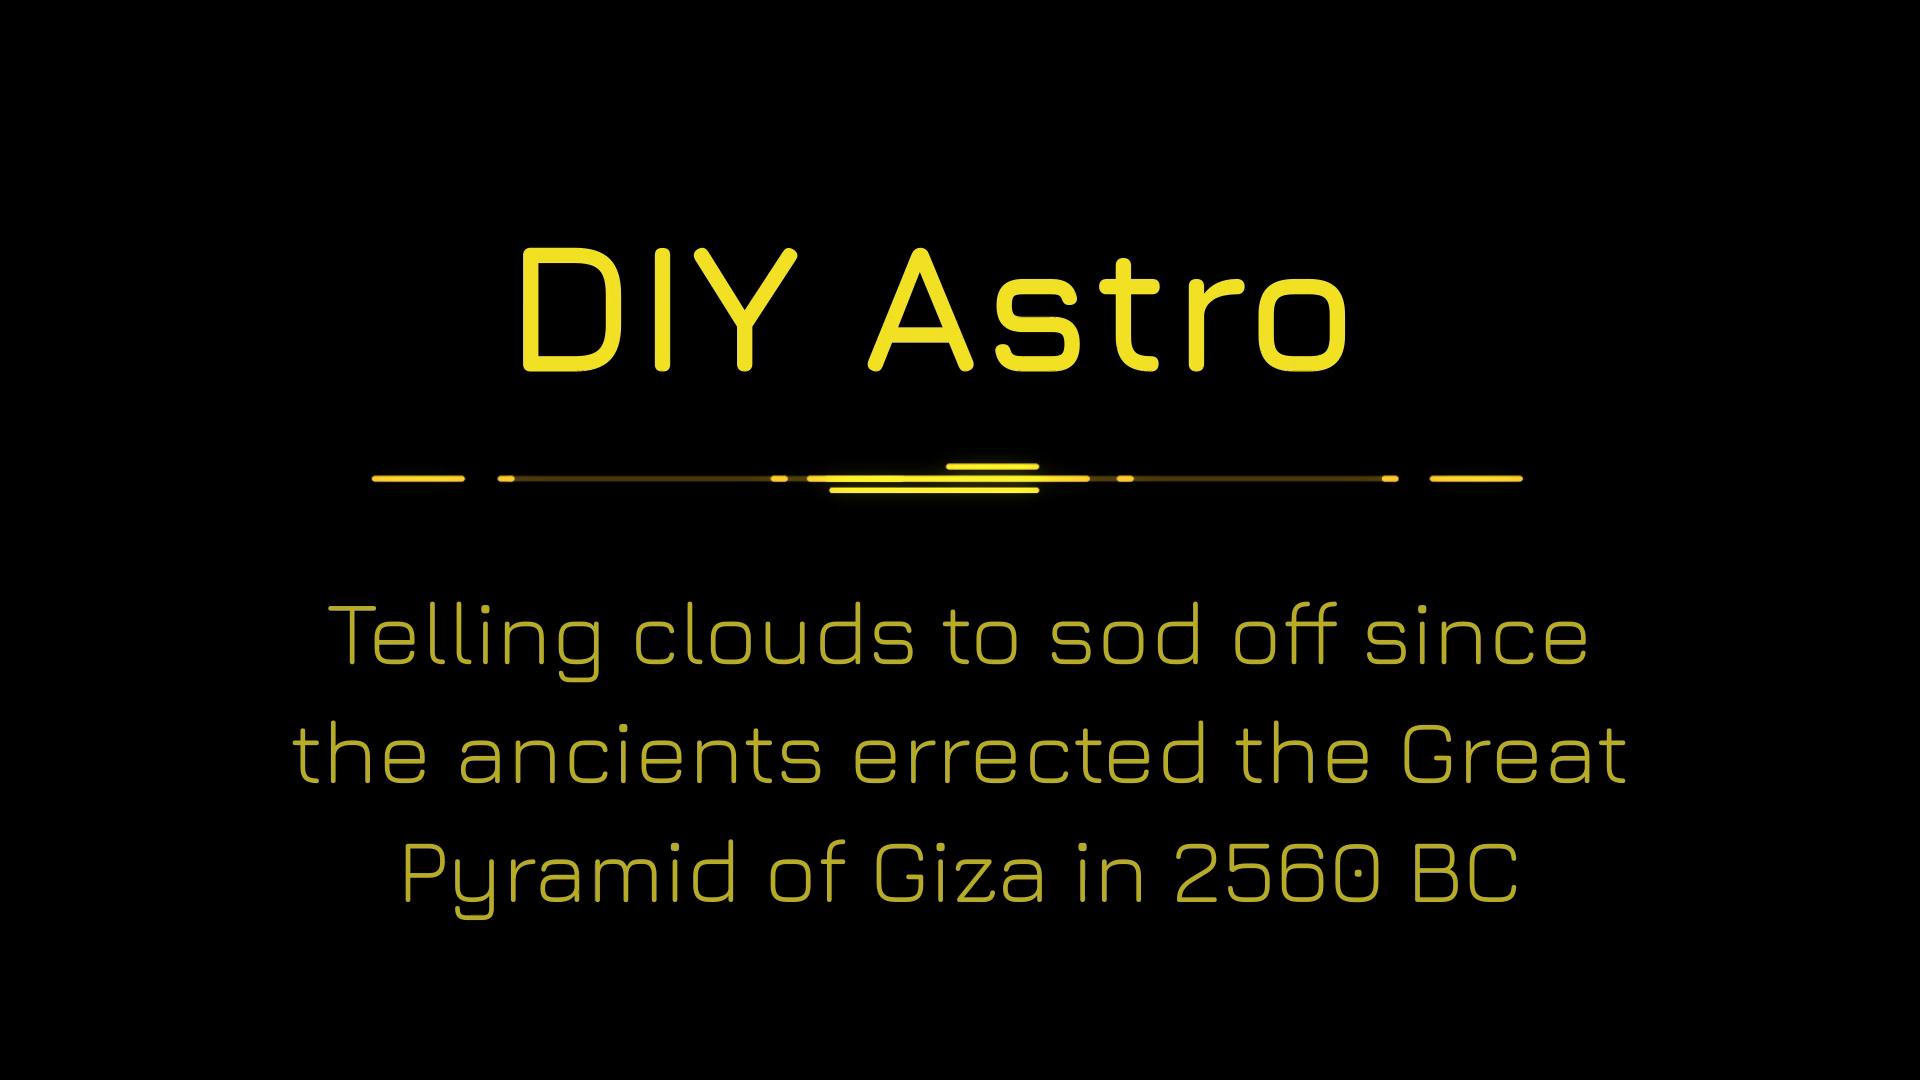 DIY Astro
Telling clouds to sod off since
the ancients errected the Great
Pyramid of Giza in 2560 BC